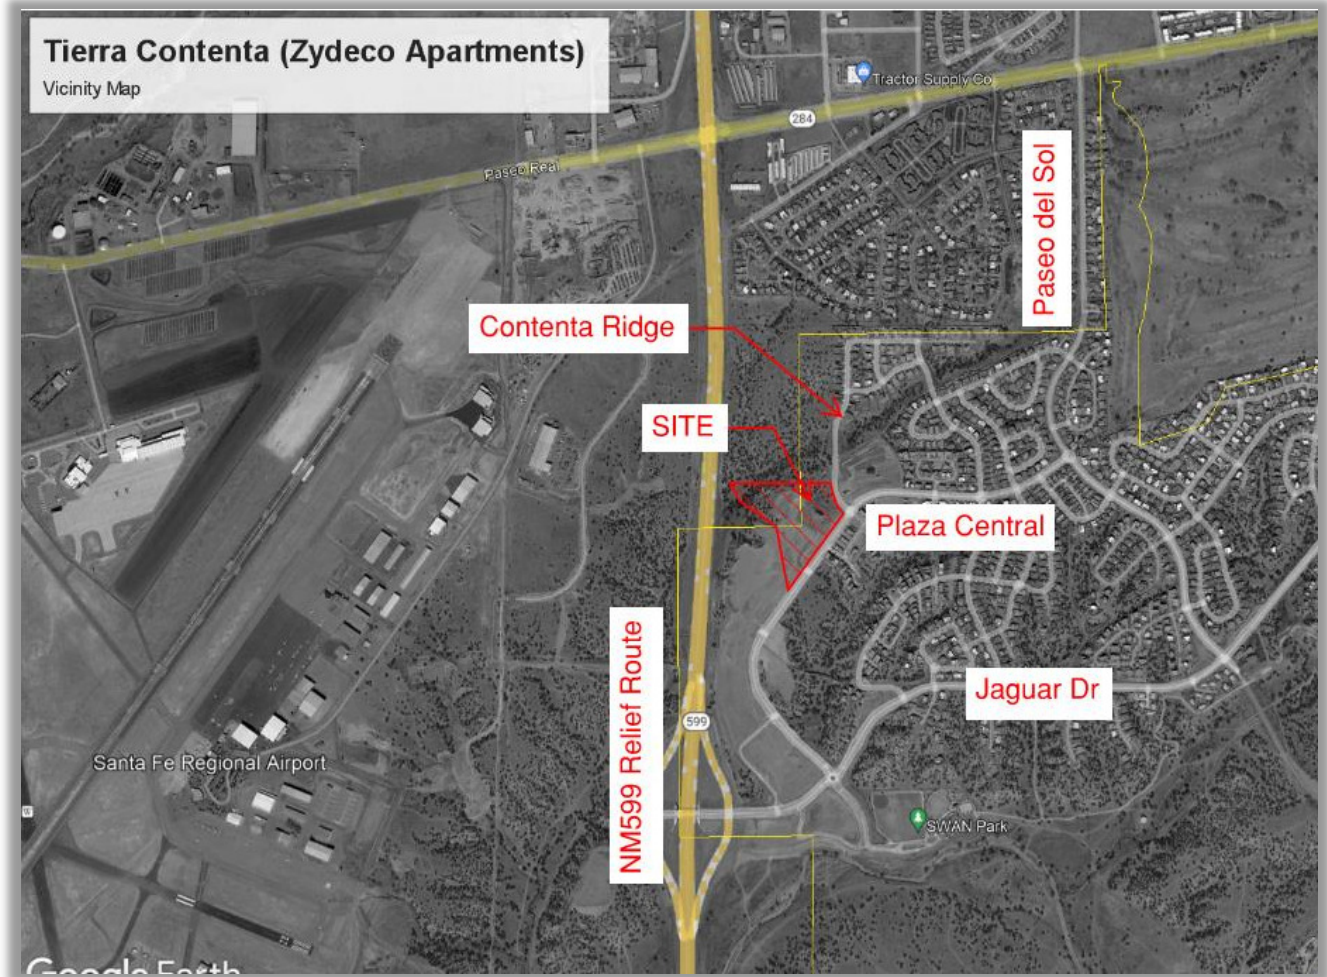 Tierra Contenta (Zydeco Apartments)
Vicinity Map
Tractor Supply Co
284
Paseo Real
Paseo del Sol
Contenta Ridge
SITE
Plaza Central
NM599 Relief Route
Jaguar Dr
599
Santa Fe Regional Airport
SWAN Park
Google Earth